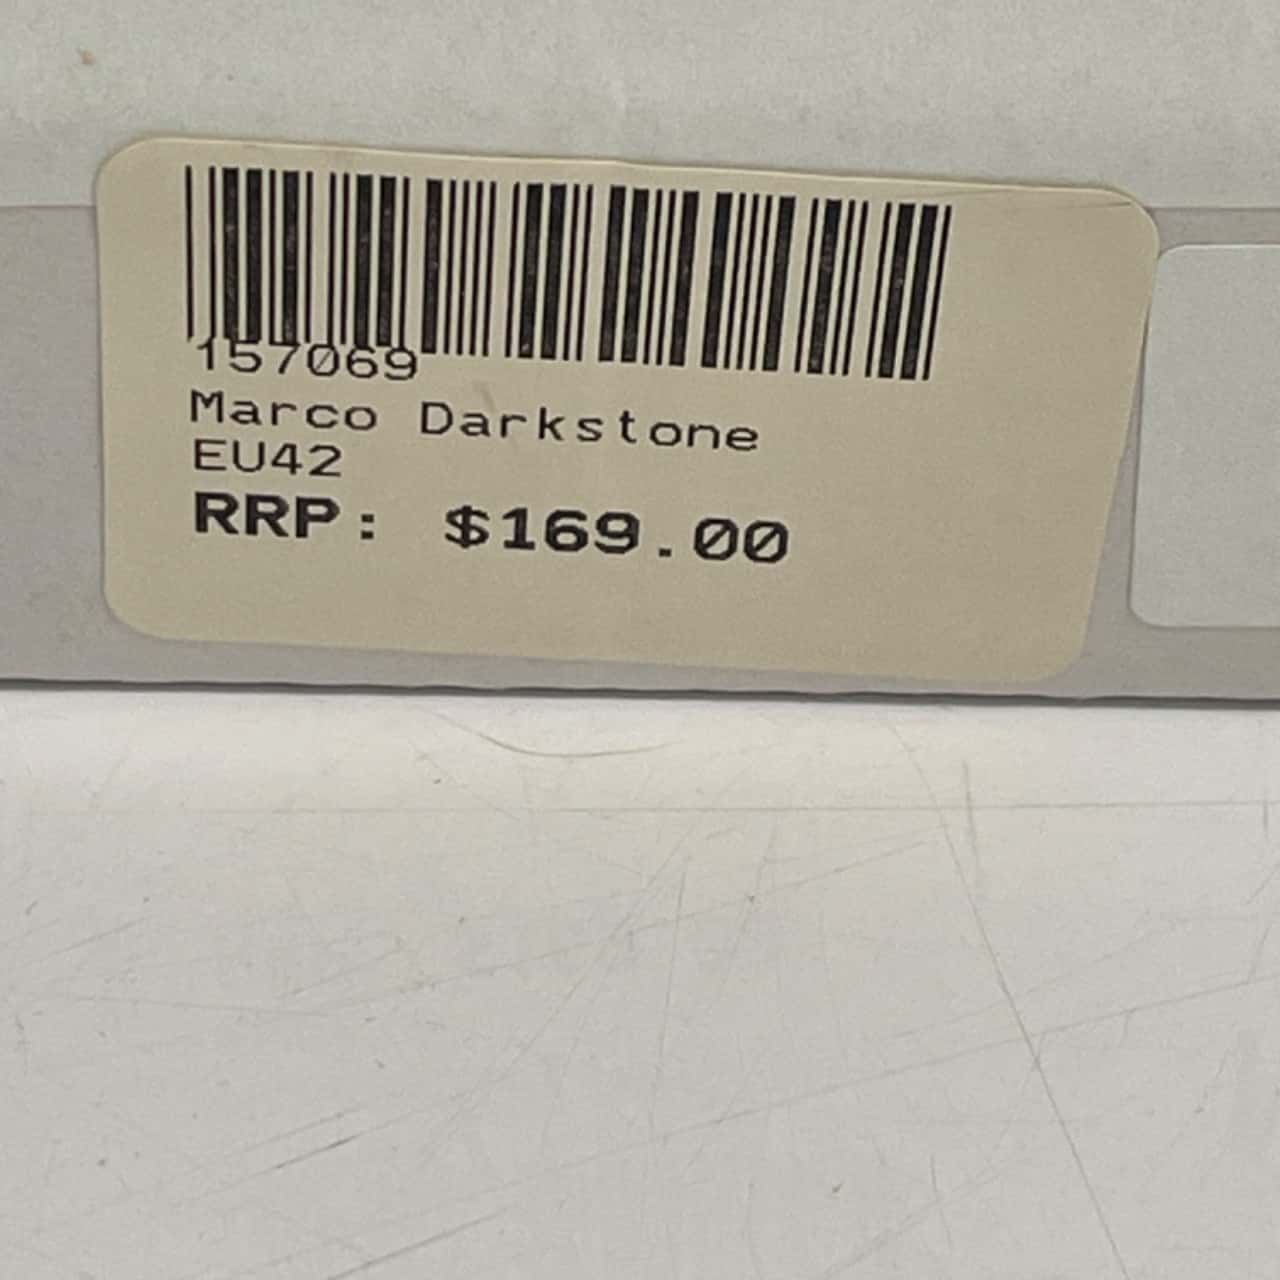 157069
Marco Darkstone
EU42
RRP: $169.00